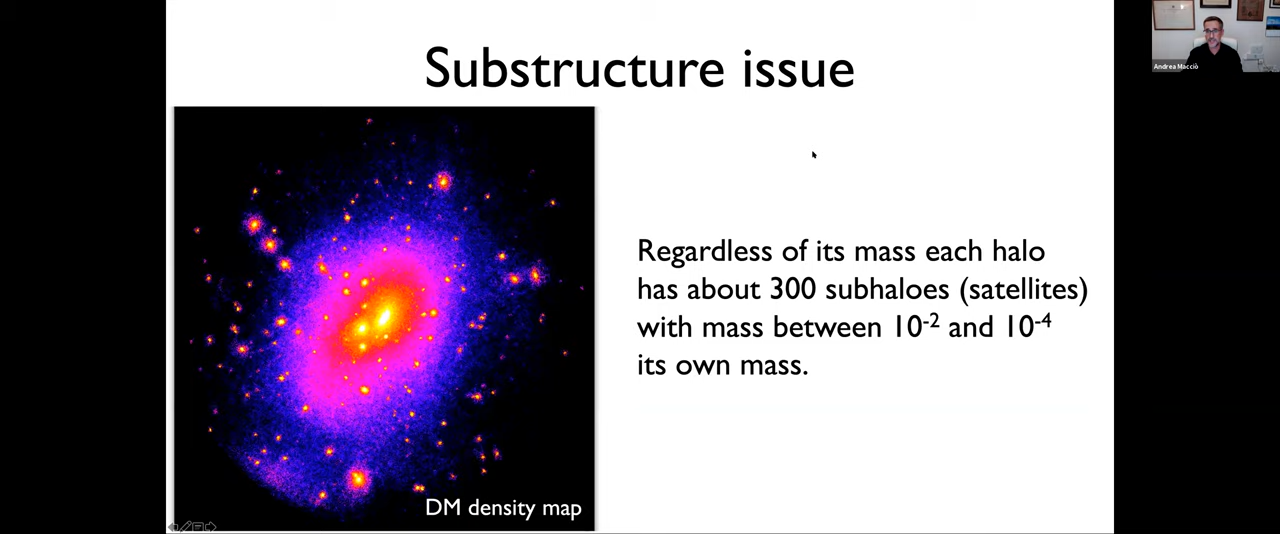 Substructure issue
Andrea Macciò
Regardless of its mass each halo
has about 300 subhaloes (satellites)
with mass between 10⁻² and 10⁻⁴
its own mass.
DM density map